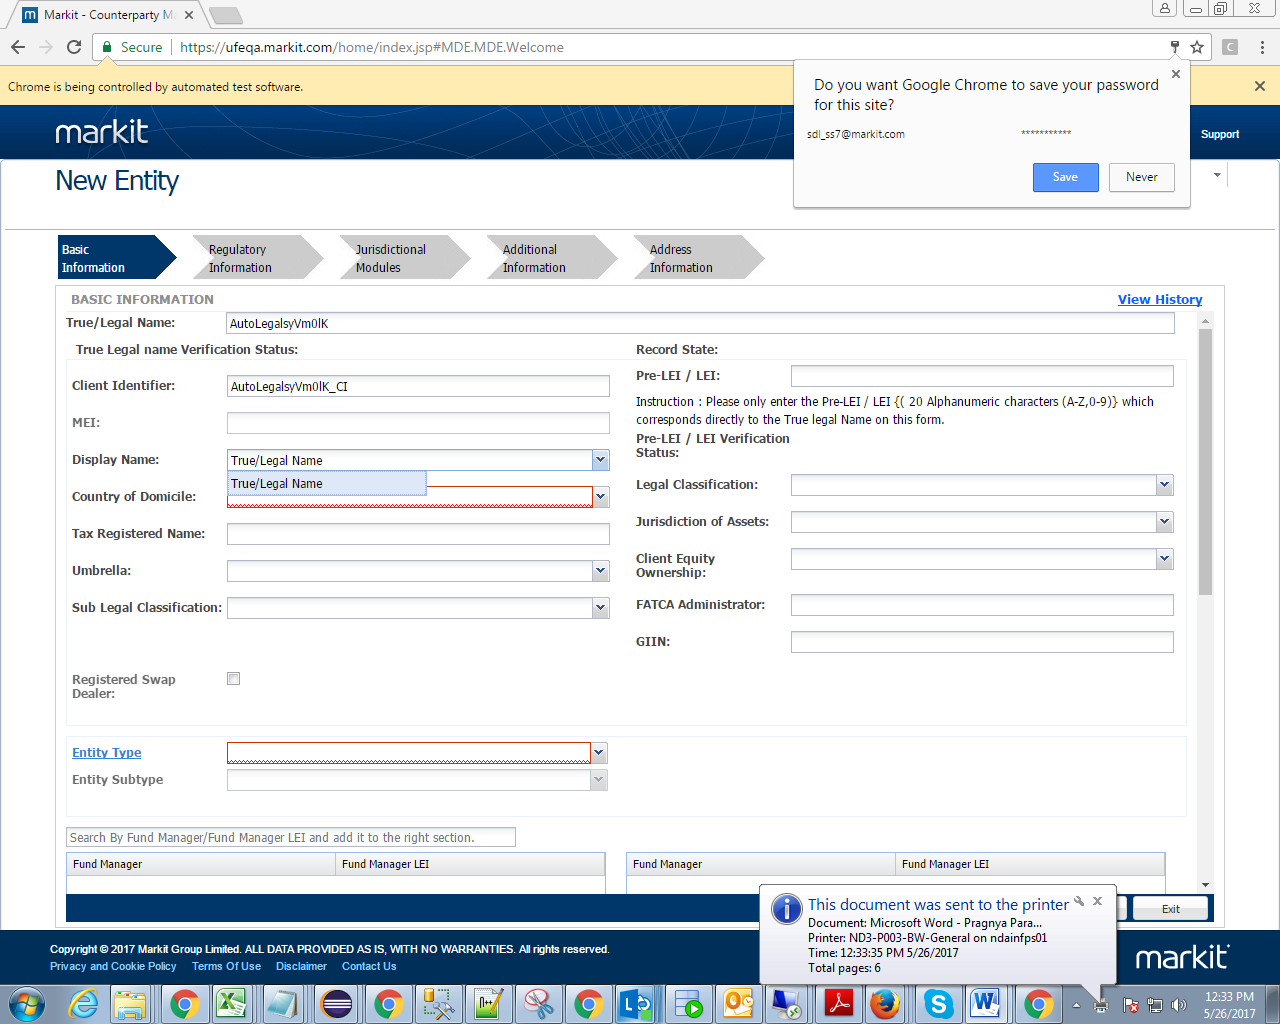 Markit - Counterparty Ma
Secure
https://ufeqa.markit.com/home/index.jsp#MDE.MDE.Welcome
Chrome is being controlled by automated test software.
Do you want Google Chrome to save your password
for this site?
sdl_ss7@markit.com ***********
Save Never
markit
Support
New Entity
Basic
Information
Regulatory
Information
Jurisdictional
Modules
Additional
Information
Address
Information
BASIC INFORMATION
View History
True/Legal Name: AutoLegalsyVm0lK
True Legal name Verification Status:
Record State:
Client Identifier: AutoLegalsyVm0lK_CI
Pre-LEI / LEI:
Instruction : Please only enter the Pre-LEI / LEI {( 20 Alphanumeric characters (A-Z,0-9)} which
corresponds directly to the True legal Name on this form.
MEI:
Pre-LEI / LEI Verification
Status:
Display Name: True/Legal Name
True/Legal Name
Legal Classification:
Country of Domicile:
Jurisdiction of Assets:
Tax Registered Name:
Client Equity
Ownership:
Umbrella:
FATCA Administrator:
Sub Legal Classification:
GIIN:
Registered Swap
Dealer:
Entity Type
Entity Subtype
Search By Fund Manager/Fund Manager LEI and add it to the right section.
Fund Manager Fund Manager LEI
Fund Manager Fund Manager LEI
Exit
This document was sent to the printer
Document: Microsoft Word - Pragnya Para...
Printer: ND3-P003-BW-General on ndainfps01
Time: 12:33:35 PM 5/26/2017
Total pages: 6
Copyright © 2017 Markit Group Limited. ALL DATA PROVIDED AS IS, WITH NO WARRANTIES. All rights reserved.
Privacy and Cookie Policy Terms Of Use Disclaimer Contact Us
markit
12:33 PM
5/26/2017